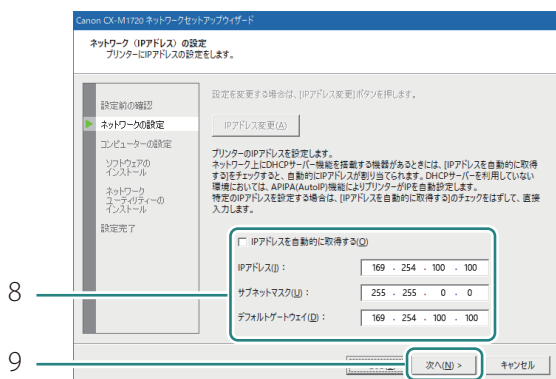 Canon CX-M1720 ネットワークセットアップウィザード
ネットワーク（IPアドレス）の設定
プリンターにIPアドレスの設定をします。
設定を変更する場合は、[IPアドレス変更]ボタンを押します。
設定前の確認
ネットワークの設定
コンピューターの設定
ソフトウェアの
インストール
ネットワーク
ユーティリティーの
インストール
設定完了
IPアドレス変更(A)
プリンターのIPアドレスを設定します。
ネットワーク上にDHCPサーバー機能を搭載する機器があるときには、[IPアドレスを自動的に取得
する]をチェックすると、自動的にIPアドレスが割り当てられます。DHCPサーバーを利用していない
環境においては、APIPA(AutoIP)機能によりプリンターがIPを自動設定します。
特定のIPアドレスを設定する場合は、[IPアドレスを自動的に取得する]のチェックをはずして、直接
入力します。
IPアドレスを自動的に取得する(O)
IPアドレス(I)： 169 . 254 . 100 . 100
8
サブネットマスク(U)： 255 . 255 . 0 . 0
デフォルトゲートウェイ(D)： 169 . 254 . 100 . 100
9
次へ(N) > キャンセル